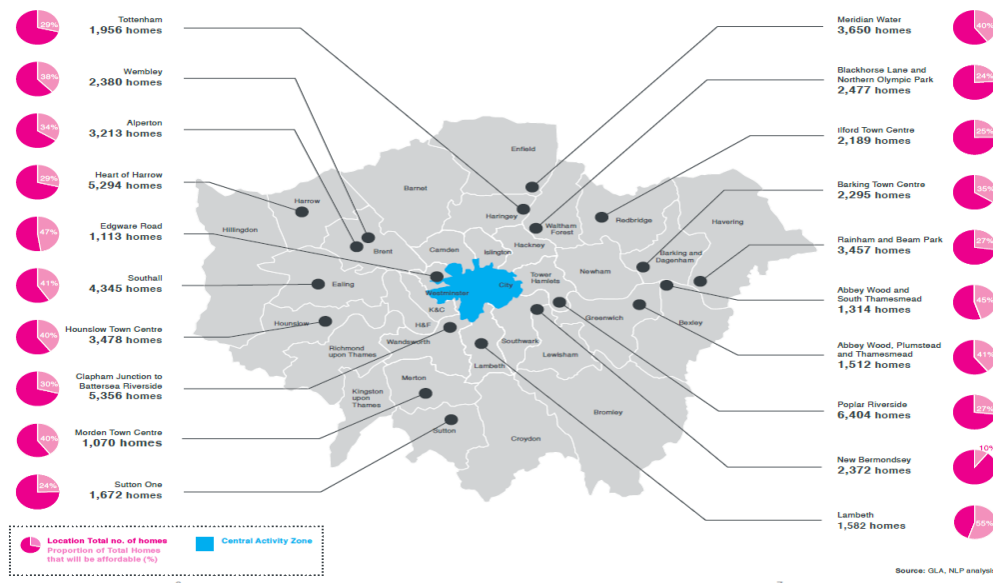 Tottenham
1,956 homes
29%
Wembley
2,380 homes
38%
Alperton
3,213 homes
34%
Heart of Harrow
5,294 homes
29%
Edgware Road
1,113 homes
47%
Southall
4,345 homes
41%
Hounslow Town Centre
3,478 homes
40%
Clapham Junction to
Battersea Riverside
5,356 homes
30%
Morden Town Centre
1,070 homes
40%
Sutton One
1,672 homes
24%
Enfield
Barnet
Harrow
Haringey
Waltham
Forest
Redbridge
Havering
Hillingdon
Brent
Camden
Islington
Hackney
Barking and
Dagenham
Newham
Tower
Hamlets
Ealing
Westminster
City
K&C
H&F
Hounslow
Wandsworth
Southwark
Greenwich
Bexley
Richmond
upon Thames
Lambeth
Lewisham
Merton
Kingston
upon
Thames
Sutton
Croydon
Bromley
Meridian Water
3,650 homes
40%
Blackhorse Lane and
Northern Olympic Park
2,477 homes
24%
Ilford Town Centre
2,189 homes
25%
Barking Town Centre
2,295 homes
35%
Rainham and Beam Park
3,457 homes
27%
Abbey Wood and
South Thamesmead
1,314 homes
45%
Abbey Wood, Plumstead
and Thamesmead
1,512 homes
41%
Poplar Riverside
6,404 homes
27%
New Bermondsey
2,372 homes
10%
Lambeth
1,582 homes
55%
Location Total no. of homes
Proportion of Total Homes
that will be affordable (%)
Central Activity Zone
Source: GLA, NLP analysis